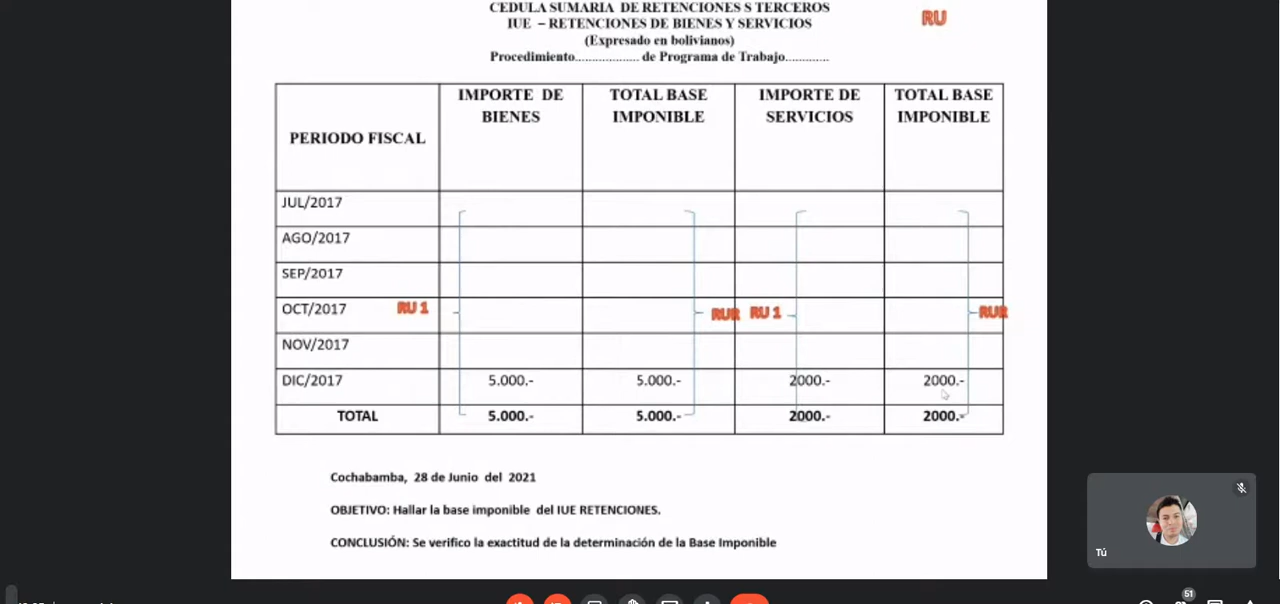 CEDULA SUMARIA DE RETENCIONES S TERCEROS
IUE – RETENCIONES DE BIENES Y SERVICIOS
(Expresado en bolivianos)
Procedimiento.................... de Programa de Trabajo.............
RU
PERIODO FISCAL
IMPORTE DE BIENES
TOTAL BASE IMPONIBLE
IMPORTE DE SERVICIOS
TOTAL BASE IMPONIBLE
JUL/2017
AGO/2017
SEP/2017
OCT/2017 RU 1 RUR RU 1 RUR
NOV/2017
DIC/2017 5.000.- 5.000.- 2000.- 2000.-
TOTAL 5.000.- 5.000.- 2000.- 2000.-
Cochabamba, 28 de Junio del 2021
OBJETIVO: Hallar la base imponible del IUE RETENCIONES.
CONCLUSIÓN: Se verifico la exactitud de la determinación de la Base Imponible
Tú
51